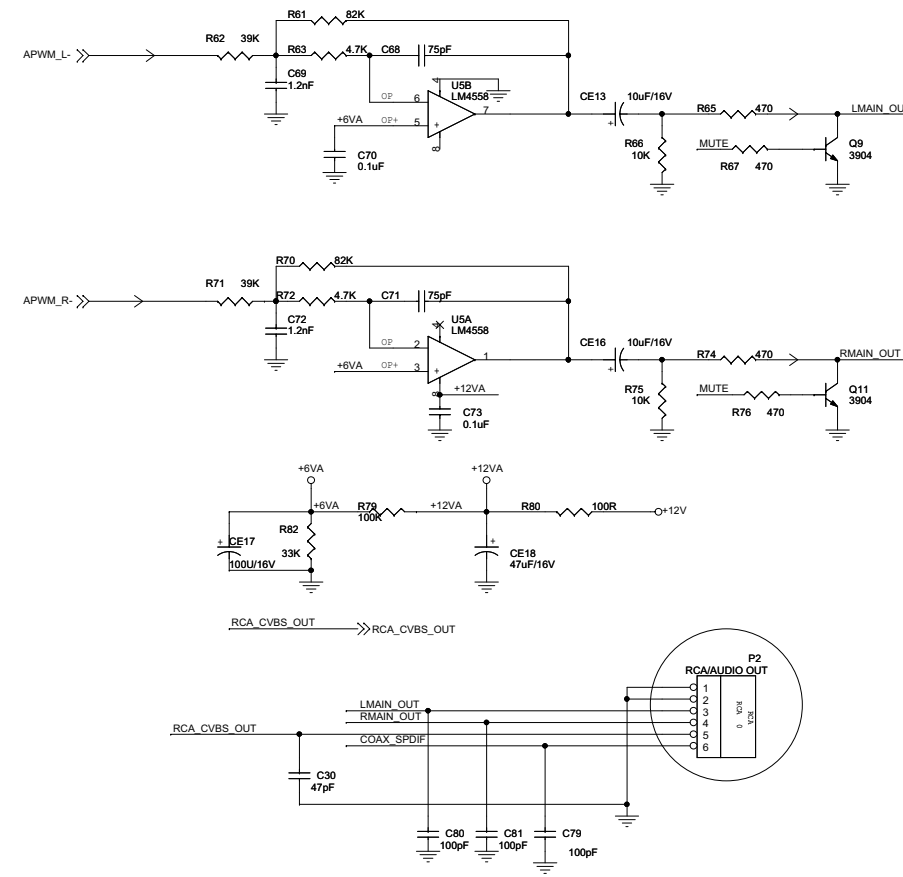 R61 82K
R62 39K
R63 4.7K C68 75pF
APWM_L-
C69
1.2nF
U5B
LM4558
4
OP 6
7
+6VA OP+ 5
+
8
C70
0.1uF
CE13 10uF/16V
+
R65 470
LMAIN_OU
R66
10K
MUTE
R67 470
Q9
3904
R70 82K
R71 39K
R72 4.7K C71 75pF
APWM_R-
C72
1.2nF
U5A
LM4558
4
OP 2
1
+6VA OP+ 3
+
8
+12VA
C73
0.1uF
CE16 10uF/16V
+
R74 470
RMAIN_OUT
R75
10K
MUTE
R76 470
Q11
3904
+6VA
+12VA
+6VA R79 +12VA R80 100R +12V
100K
R82
33K
+ CE17
100U/16V
+
CE18
47uF/16V
RCA_CVBS_OUT
RCA_CVBS_OUT
P2
RCA/AUDIO OUT
1
2
3
4
5
6
RCA
RCA 0
LMAIN_OUT
RMAIN_OUT
RCA_CVBS_OUT
COAX_SPDIF
C30
47pF
C80
100pF
C81
100pF
C79
100pF